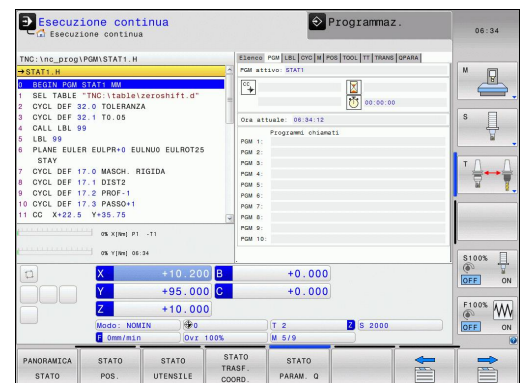 Esecuzione continua
Esecuzione continua
Programmaz.
06:34
TNC:\nc_prog\PGM\STAT1.H
→STAT1.H
0 BEGIN PGM STAT1 MM
1 SEL TABLE "TNC:\table\zeroshift.d"
2 CYCL DEF 32.0 TOLERANZA
3 CYCL DEF 32.1 T0.05
4 CALL LBL 99
5 LBL 99
6 PLANE EULER EULPR+0 EULNU0 EULROT25
STAY
7 CYCL DEF 17.0 MASCH. RIGIDA
8 CYCL DEF 17.1 DIST2
9 CYCL DEF 17.2 PROF-1
10 CYCL DEF 17.3 PASSO+1
11 CC X+22.5 Y+35.75
0% X[Nm] P1 -T1
0% Y[Nm] 06:34
Elenco PGM LBL CYC M POS TOOL TT TRANS QPARA
PGM attivo: STAT1
CC
00:00:00
Ora attuale: 06:34:12
Programmi chiamati
PGM 1:
PGM 2:
PGM 3:
PGM 4:
PGM 5:
PGM 6:
PGM 7:
PGM 8:
PGM 9:
PGM 10:
X +10.200 B +0.000
Y +95.000 C +0.000
Z +10.000
Modo: NOMIN 0 T 2 Z S 2000
F 0mm/min Ovr 100% M 5/9
M
S
T
S100%
OFF ON
F100%
OFF ON
PANORAMICA
STATO
STATO
POS.
STATO
UTENSILE
STATO
TRASF.
COORD.
STATO
PARAM. Q